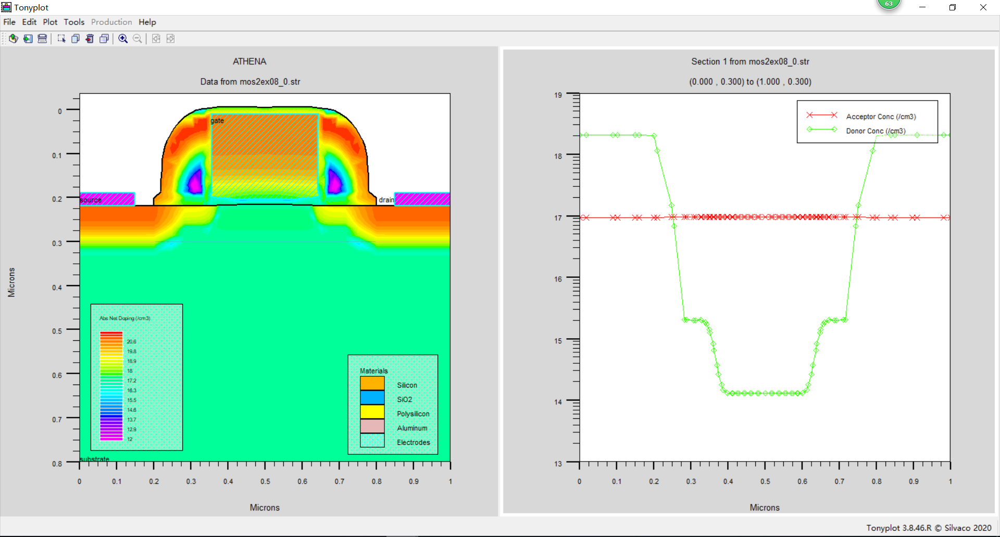 Tonyplot
63
File Edit Plot Tools Production Help
ATHENA
Data from mos2ex08_0.str
gate
source
drain
substrate
Microns
0
0.1
0.2
0.3
0.4
0.5
0.6
0.7
0.8
Abs Net Doping (/cm3)
20.6
19.8
18.9
18
17.2
16.3
15.5
14.6
13.7
12.9
12
Materials
Silicon
SiO2
Polysilicon
Aluminum
Electrodes
0 0.1 0.2 0.3 0.4 0.5 0.6 0.7 0.8 0.9 1
Microns
Section 1 from mos2ex08_0.str
(0.000 , 0.300) to (1.000 , 0.300)
Acceptor Conc (/cm3)
Donor Conc (/cm3)
19
18
17
16
15
14
13
0 0.1 0.2 0.3 0.4 0.5 0.6 0.7 0.8 0.9 1
Microns
Tonyplot 3.8.46.R © Silvaco 2020